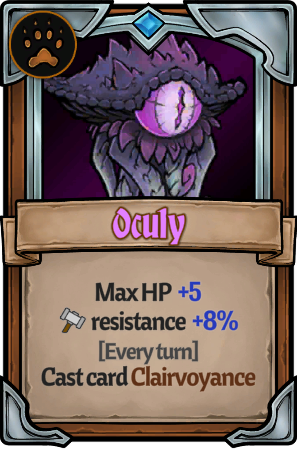 Oculy
Max HP +5
resistance +8%
[Every turn]
Cast card Clairvoyance